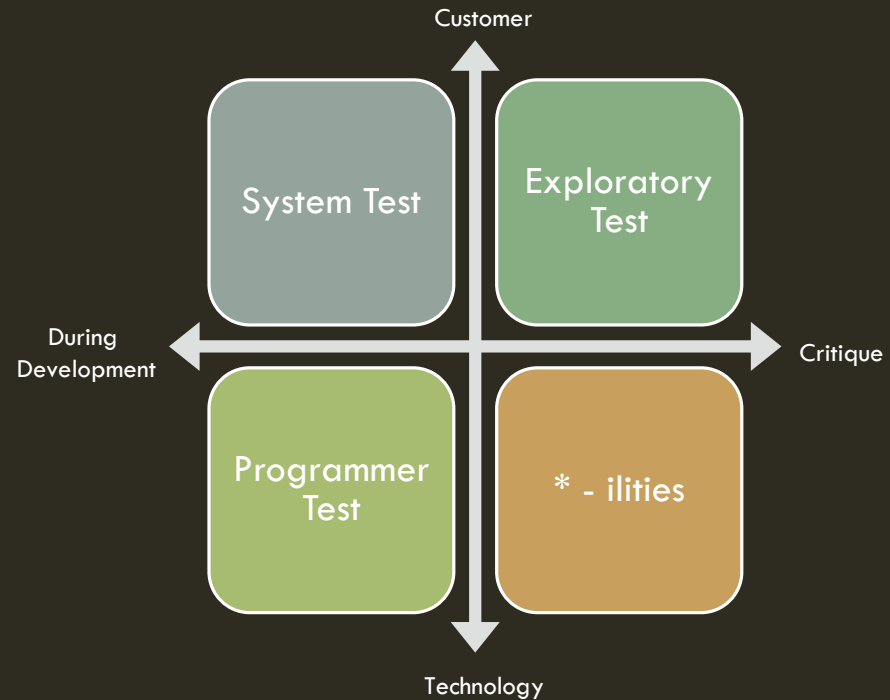 Customer
System Test
Exploratory
Test
During
Development
Critique
Programmer
Test
* - ilities
Technology